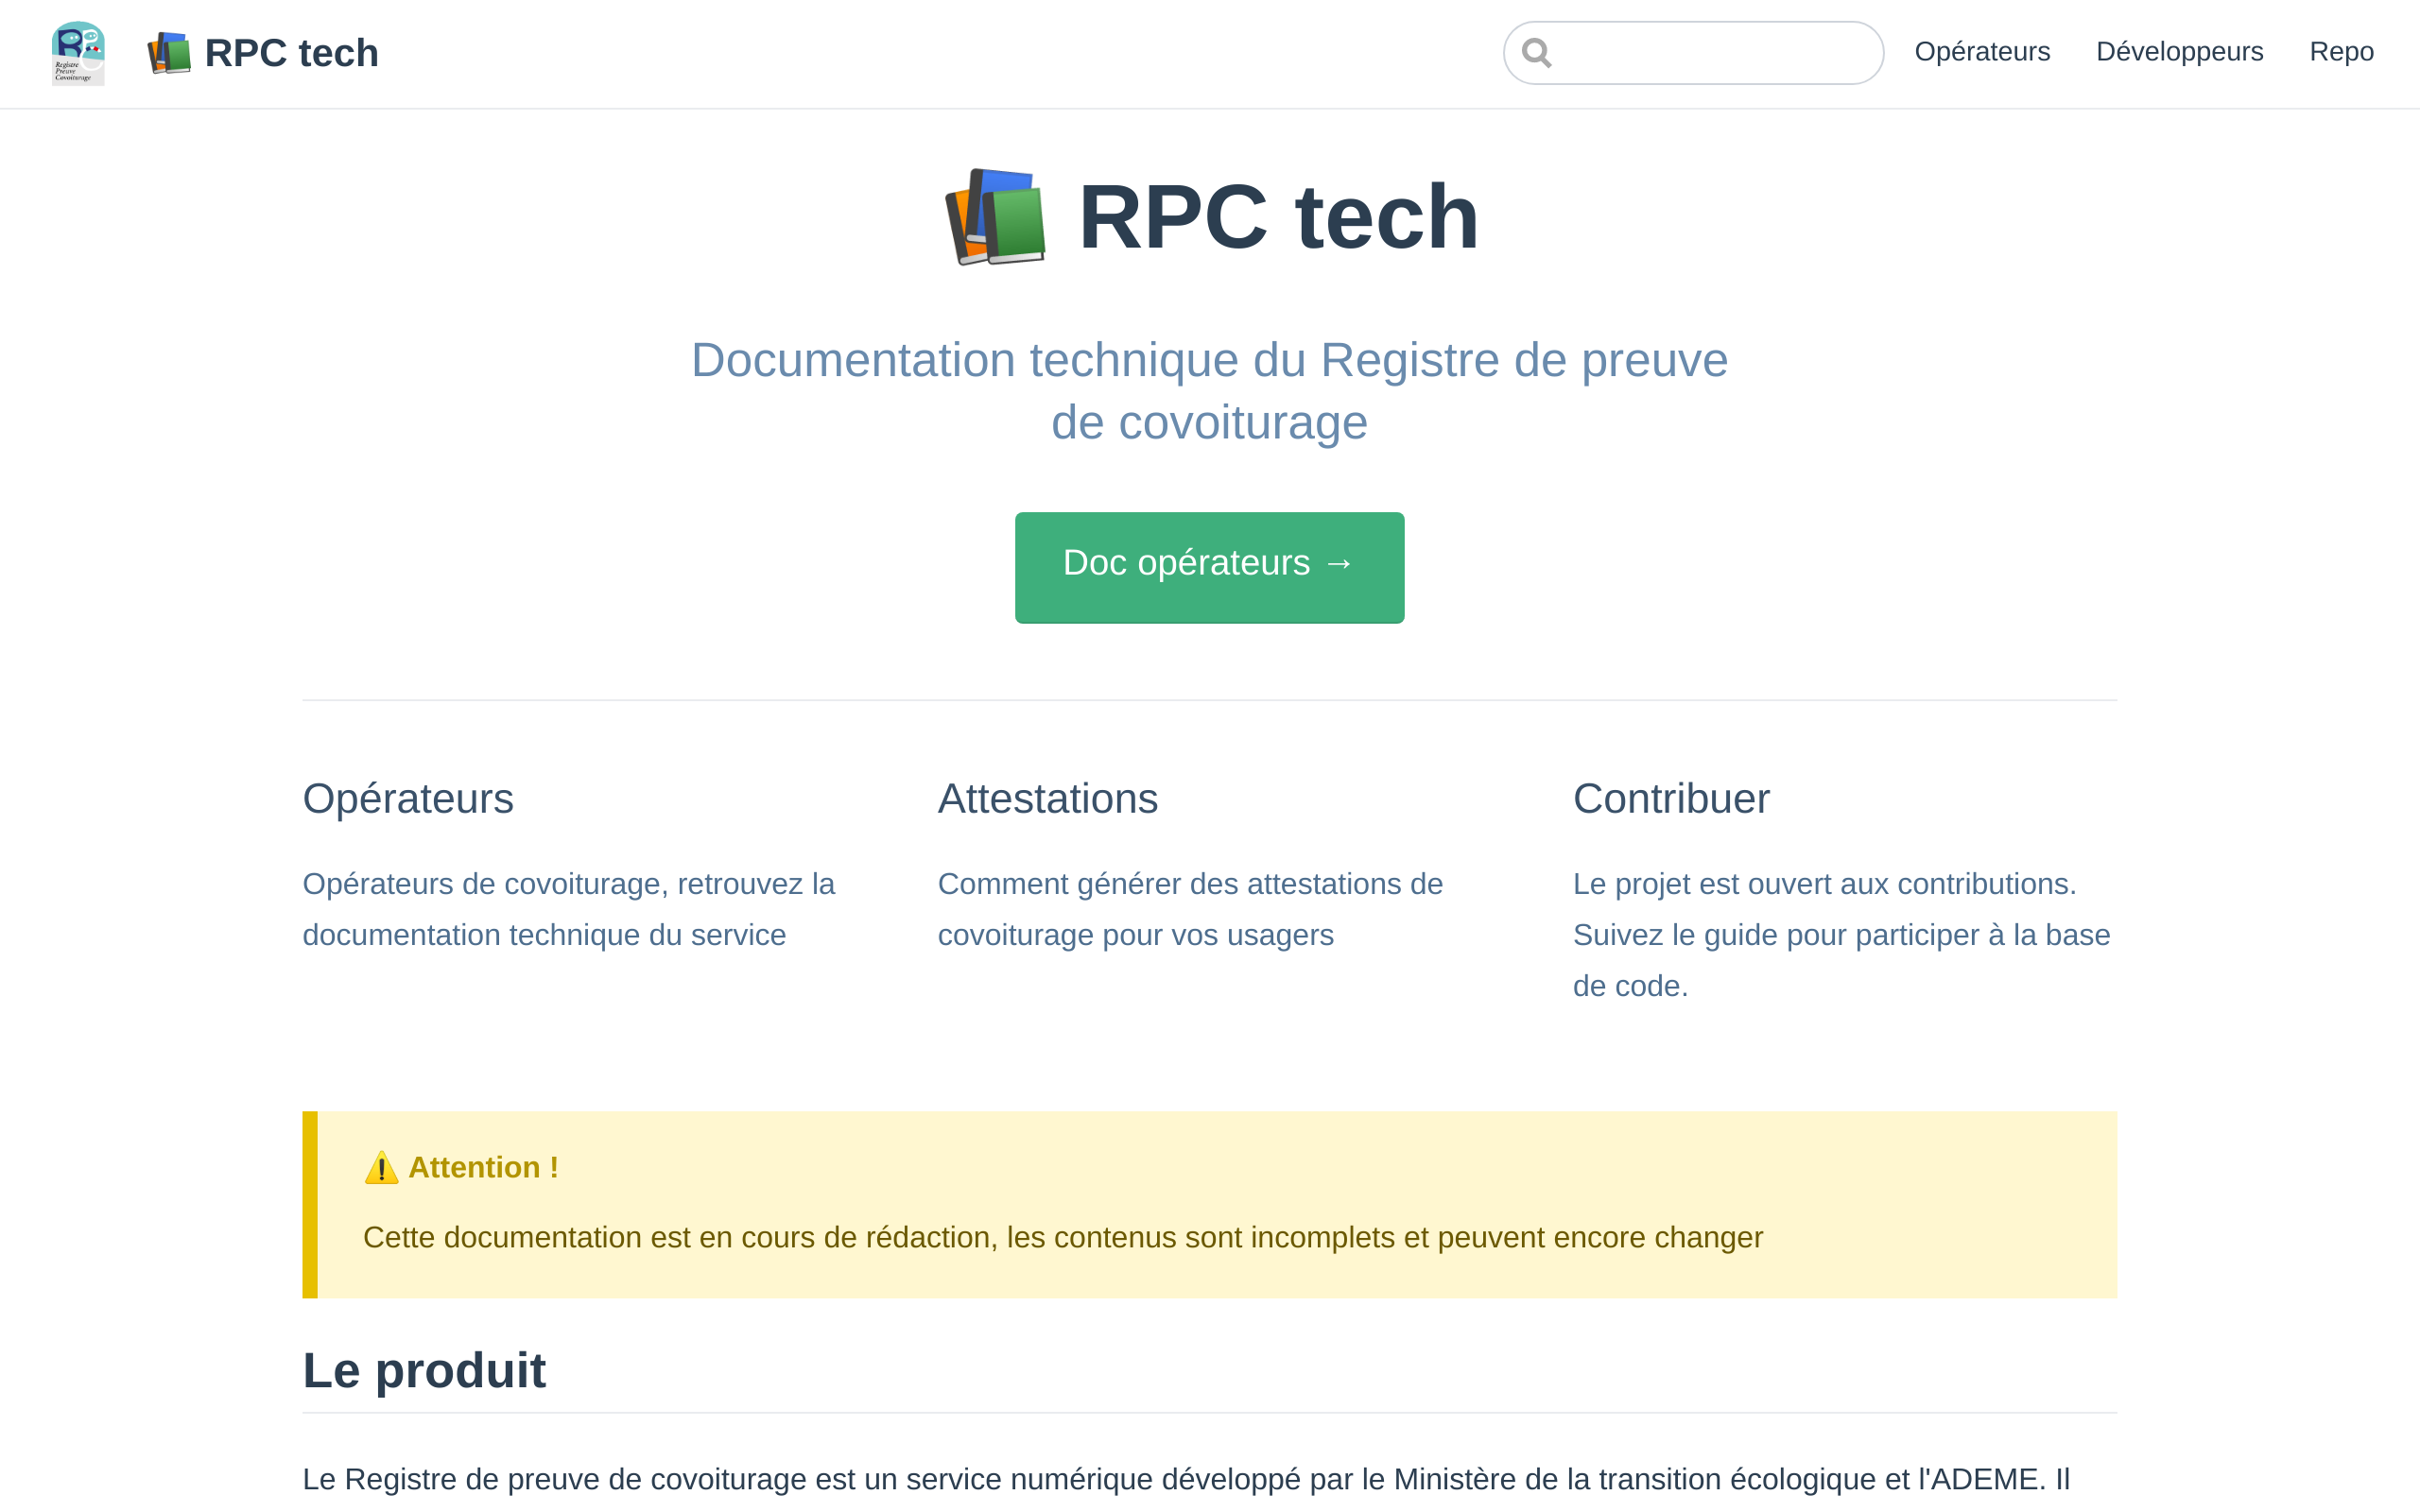 Registre
Preuve
Covoiturage
📚 RPC tech
Opérateurs
Développeurs
Repo
📚 RPC tech
Documentation technique du Registre de preuve
de covoiturage
Doc opérateurs →
Opérateurs
Opérateurs de covoiturage, retrouvez la
documentation technique du service
Attestations
Comment générer des attestations de
covoiturage pour vos usagers
Contribuer
Le projet est ouvert aux contributions.
Suivez le guide pour participer à la base
de code.
⚠️ Attention !
Cette documentation est en cours de rédaction, les contenus sont incomplets et peuvent encore changer
Le produit
Le Registre de preuve de covoiturage est un service numérique développé par le Ministère de la transition écologique et l'ADEME. Il